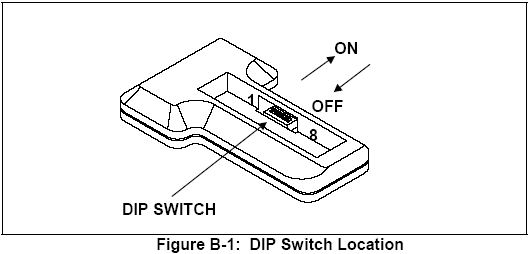 ON
OFF
1
8
DIP SWITCH
Figure B-1: DIP Switch Location